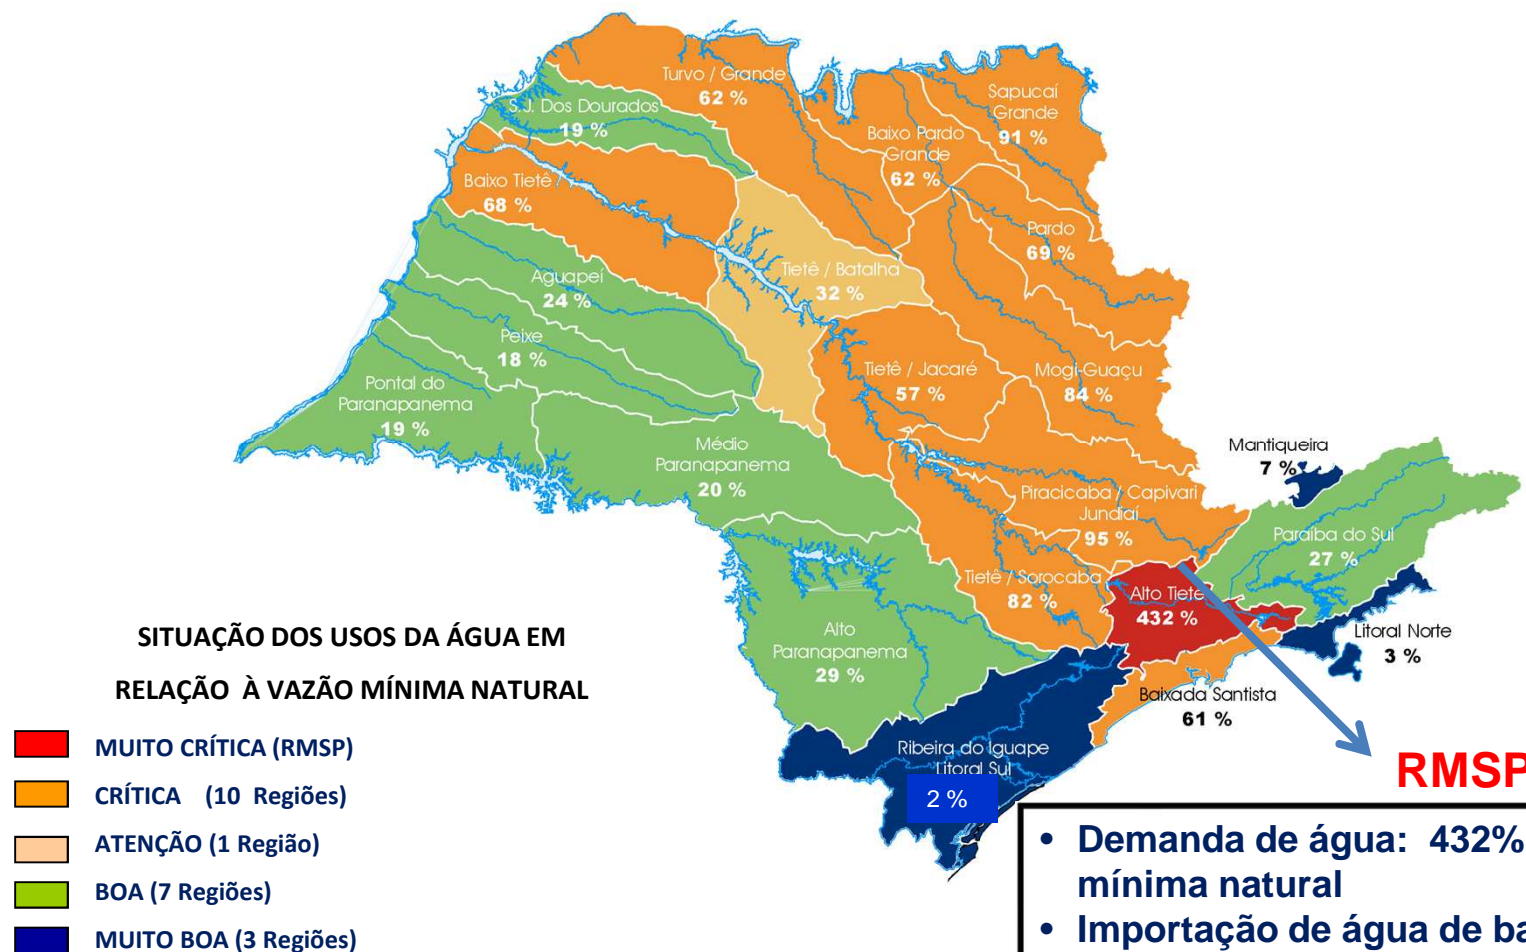 Turvo / Grande
62 %
S.J. Dos Dourados
19 %
Sapucaí
Grande
91 %
Baixo Pardo
Grande
62 %
Baixo Tietê /
68 %
Pardo
69 %
Tietê / Batalha
32 %
Aguapeí
24 %
Peixe
18 %
Tietê / Jacaré
57 %
Mogi-Guaçu
84 %
Pontal do
Paranapanema
19 %
Médio
Paranapanema
20 %
Mantiqueira
7 %
Piracicaba / Capivari
Jundiaí
95 %
Paraíba do Sul
27 %
Tietê / Sorocaba
82 %
Alto Tietê
432 %
Litoral Norte
3 %
Alto
Paranapanema
29 %
Baixada Santista
61 %
Ribeira do Iguape
Litoral Sul
2 %
SITUAÇÃO DOS USOS DA ÁGUA EM
RELAÇÃO À VAZÃO MÍNIMA NATURAL
MUITO CRÍTICA (RMSP)
CRÍTICA (10 Regiões)
ATENÇÃO (1 Região)
BOA (7 Regiões)
MUITO BOA (3 Regiões)
RMSP
• Demanda de água: 432%
mínima natural
• Importação de água de ba